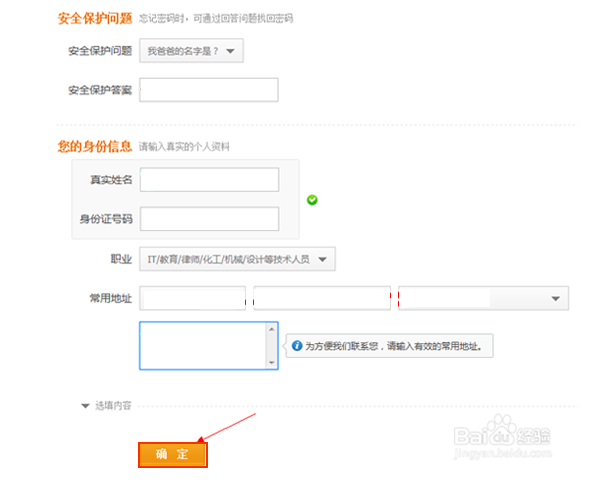 安全保护问题 忘记密码时，可通过回答问题找回密码
安全保护问题 我爸爸的名字是？
安全保护答案
您的身份信息 请输入真实的个人资料
真实姓名
身份证号码
职业 IT/教育/律师/化工/机械/设计等技术人员
常用地址
为方便我们联系您，请输入有效的常用地址。
选填内容
确 定
Baidu经验
jingyan.baidu.com